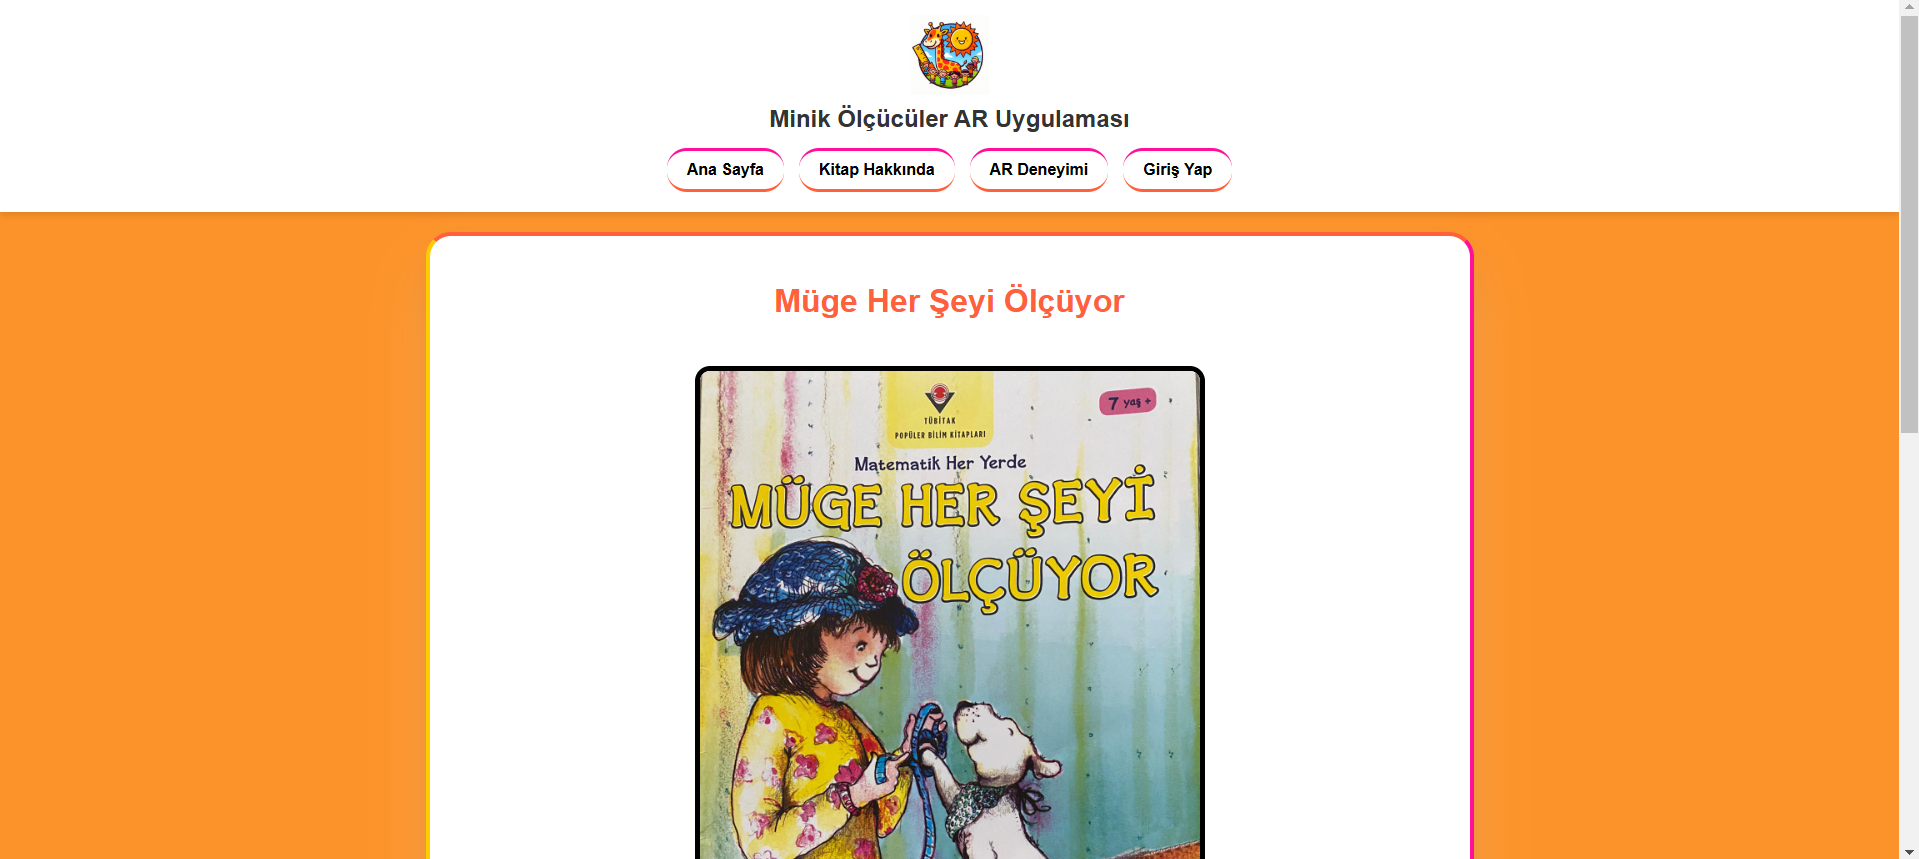 Minik Ölçücüler AR Uygulaması
Ana Sayfa
Kitap Hakkında
AR Deneyimi
Giriş Yap
Müge Her Şeyi Ölçüyor
TÜBİTAK
POPÜLER BİLİM KİTAPLARI
7 yaş +
Matematik Her Yerde
MÜGE HER ŞEYİ
ÖLÇÜYOR